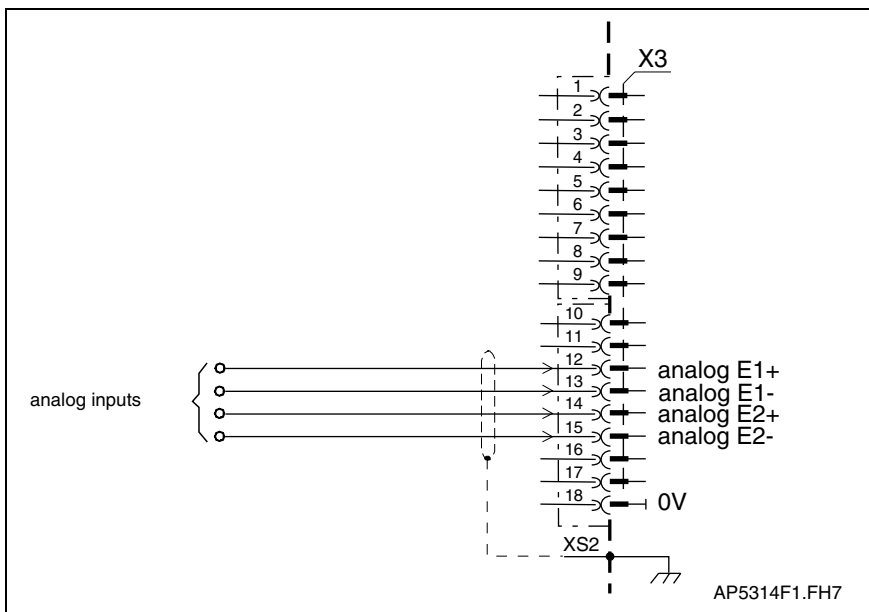 X3
1
2
3
4
5
6
7
8
9
10
11
12 analog E1+
13 analog E1-
analog inputs
14 analog E2+
15 analog E2-
16
17
18 0V
XS2
AP5314F1.FH7